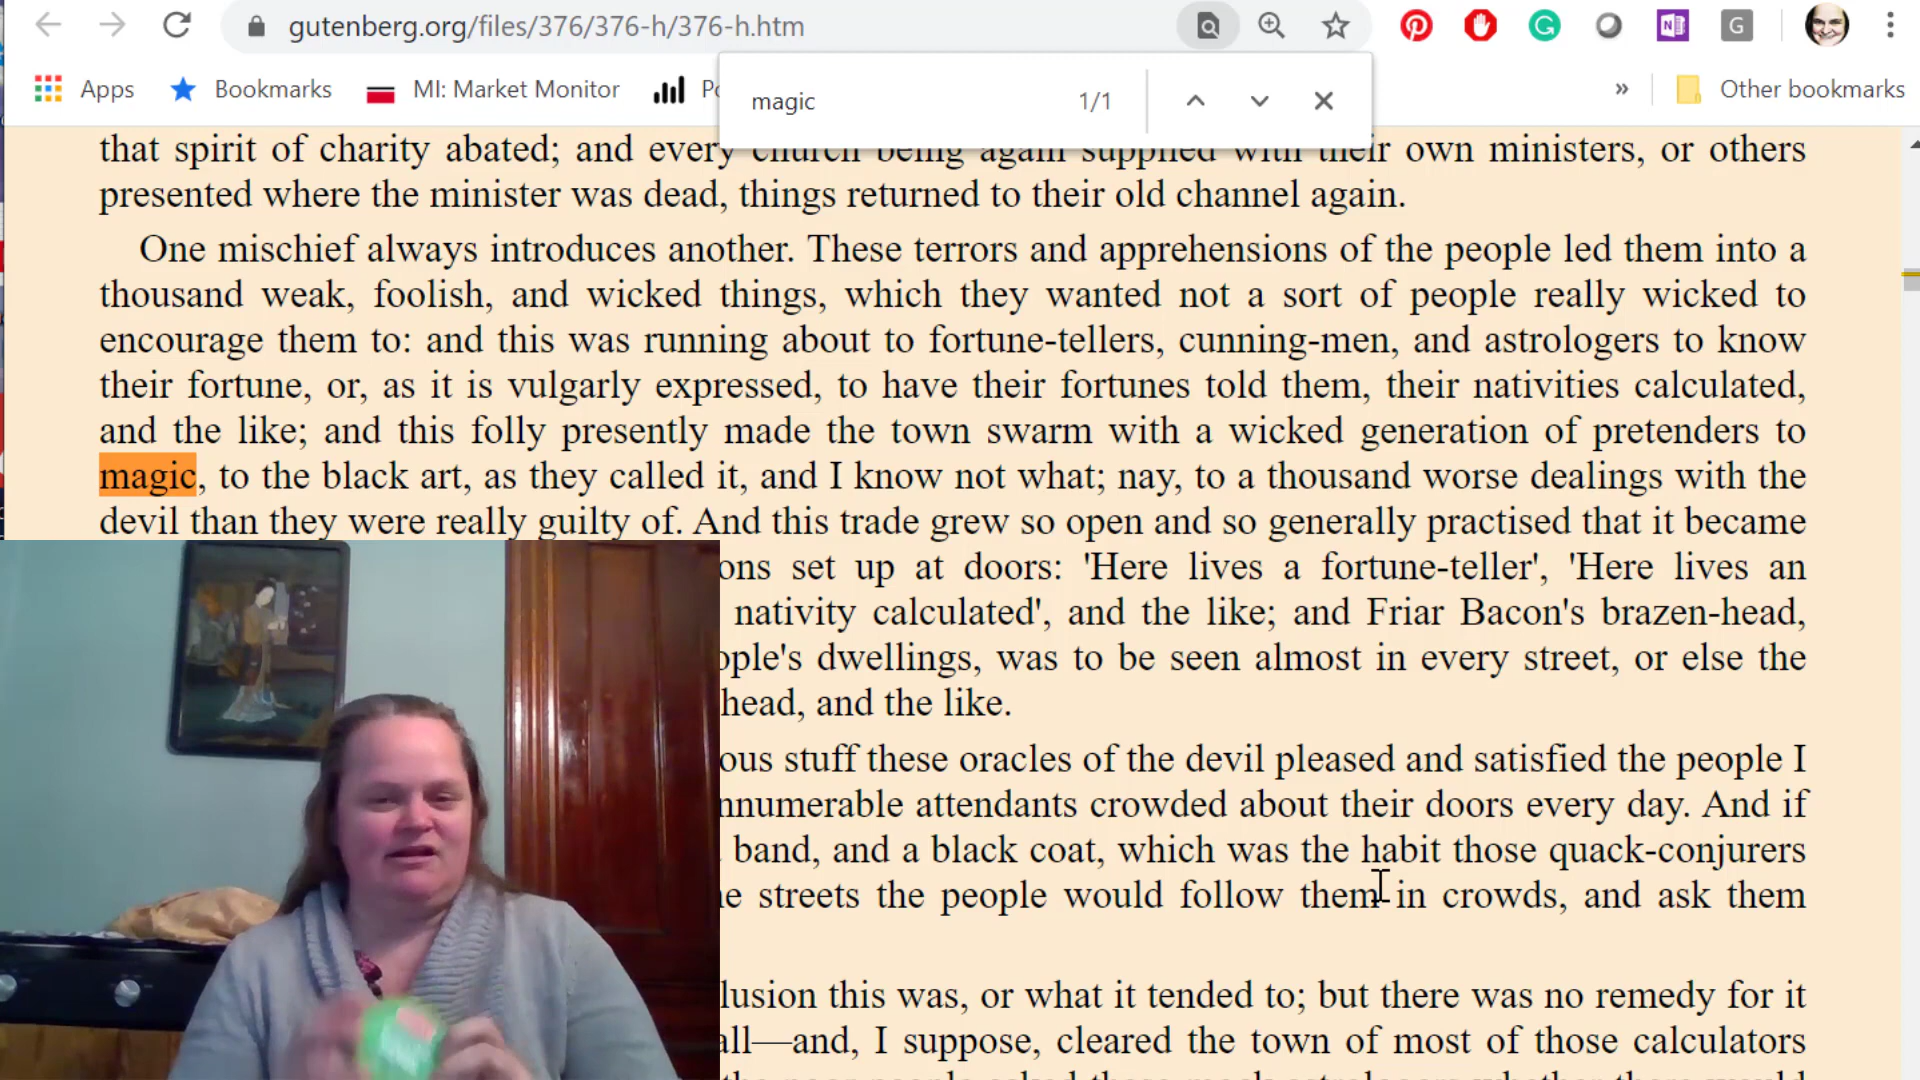 gutenberg.org/files/376/376-h/376-h.htm
G
Apps
Bookmarks
MI: Market Monitor
magic 1/1
»
Other bookmarks
that spirit of charity abated; and every church being again supplied with their own ministers, or others
presented where the minister was dead, things returned to their old channel again.
One mischief always introduces another. These terrors and apprehensions of the people led them into a
thousand weak, foolish, and wicked things, which they wanted not a sort of people really wicked to
encourage them to: and this was running about to fortune-tellers, cunning-men, and astrologers to know
their fortune, or, as it is vulgarly expressed, to have their fortunes told them, their nativities calculated,
and the like; and this folly presently made the town swarm with a wicked generation of pretenders to
magic, to the black art, as they called it, and I know not what; nay, to a thousand worse dealings with the
devil than they were really guilty of. And this trade grew so open and so generally practised that it became
ons set up at doors: 'Here lives a fortune-teller', 'Here lives an
nativity calculated', and the like; and Friar Bacon's brazen-head,
ople's dwellings, was to be seen almost in every street, or else the
head, and the like.
ous stuff these oracles of the devil pleased and satisfied the people I
nnumerable attendants crowded about their doors every day. And if
band, and a black coat, which was the habit those quack-conjurers
e streets the people would follow them in crowds, and ask them
lusion this was, or what it tended to; but there was no remedy for it
all—and, I suppose, cleared the town of most of those calculators